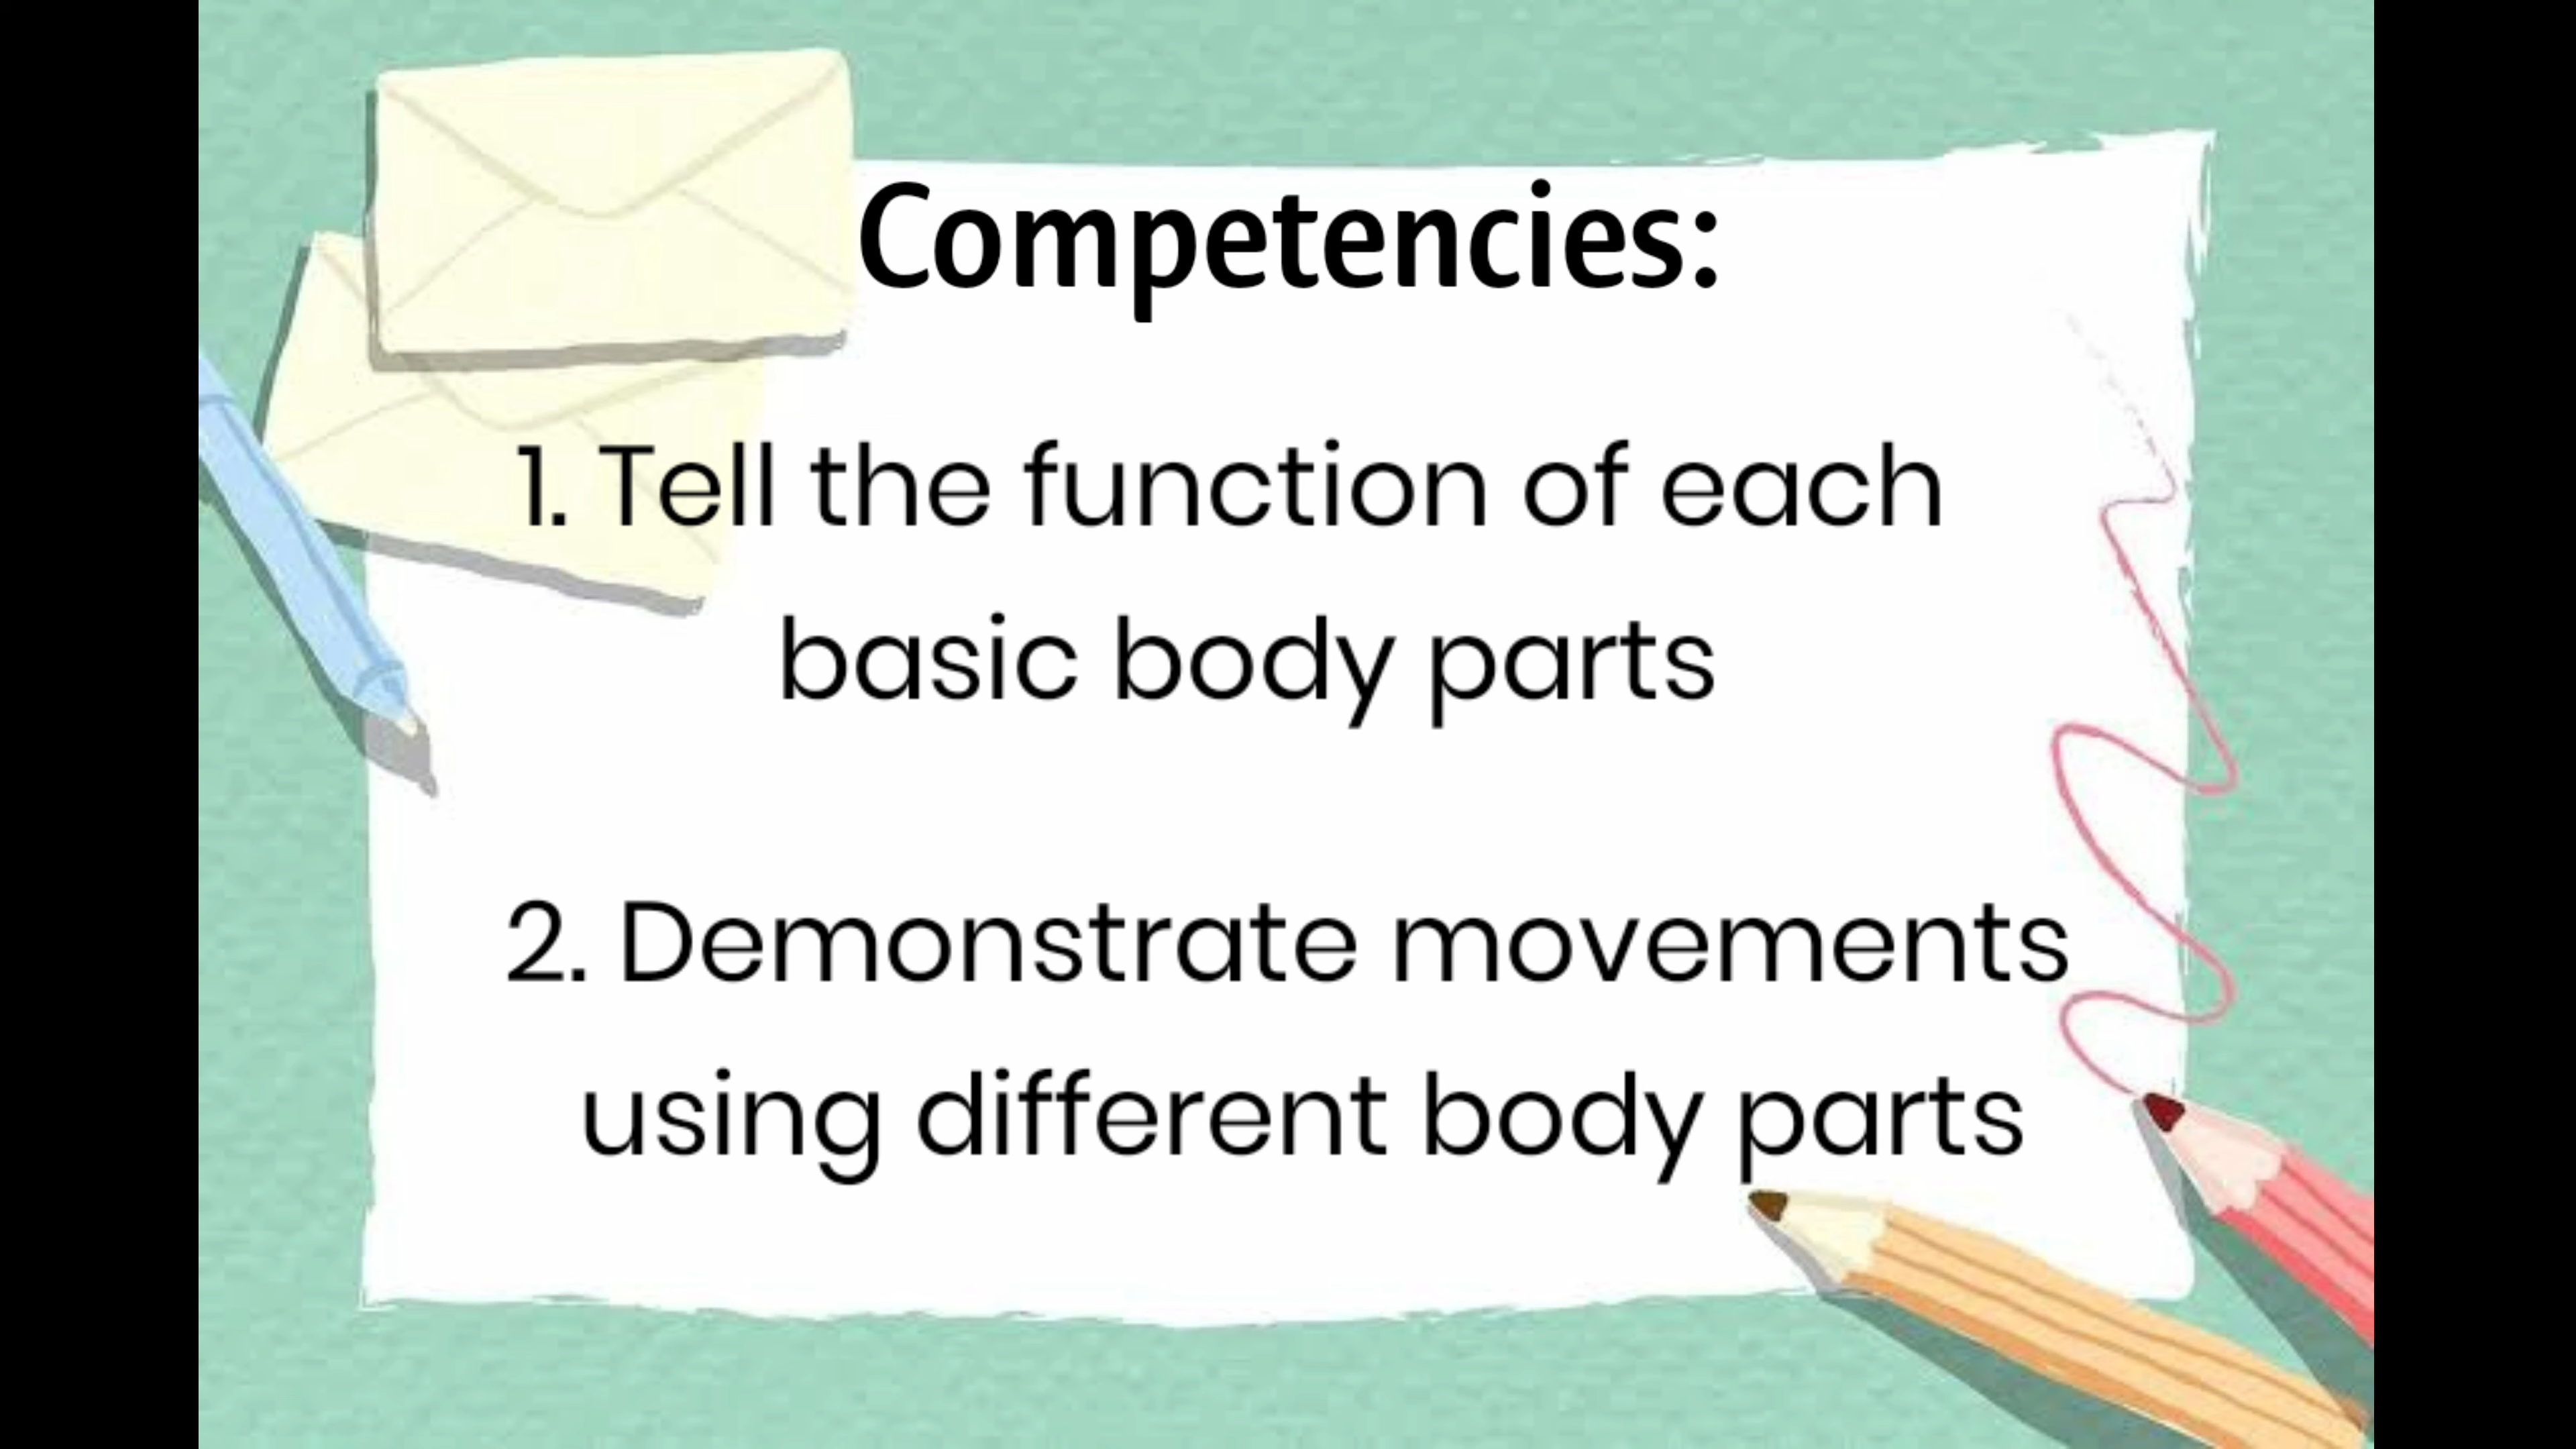 Competencies:
1. Tell the function of each
basic body parts
2. Demonstrate movements
using different body parts